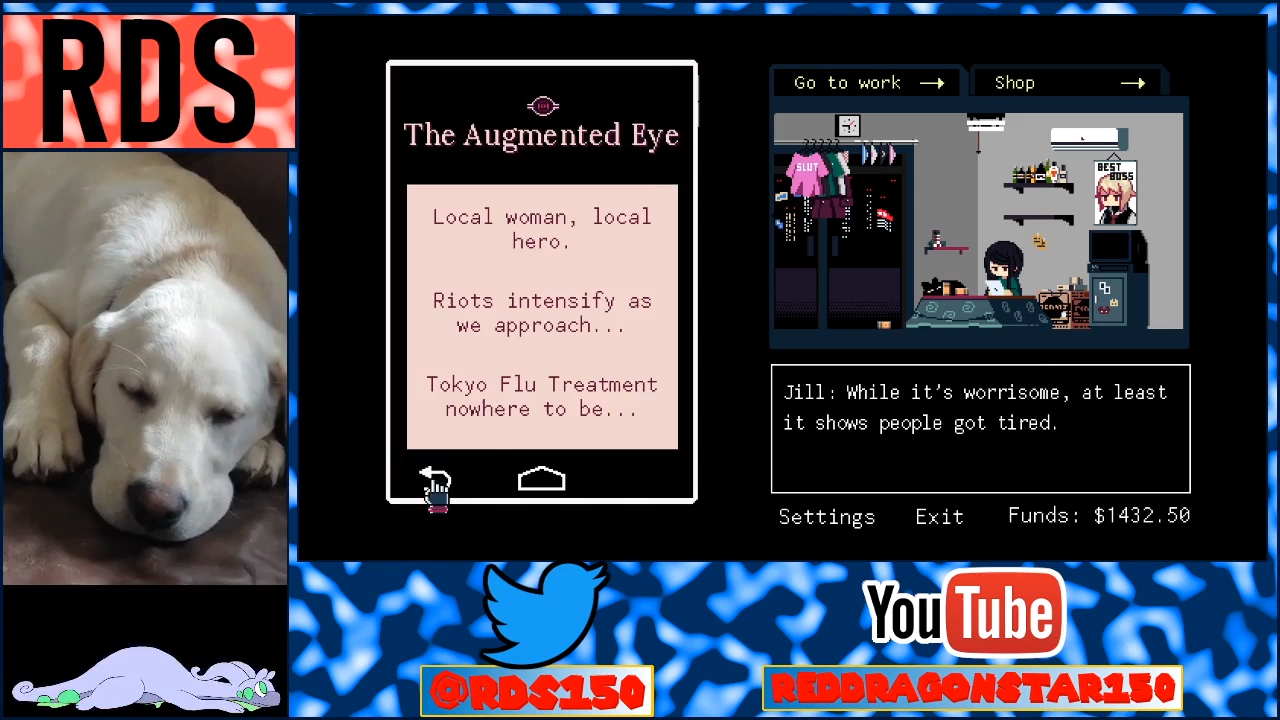 RDS
The Augmented Eye
Local woman, local
hero.
Riots intensify as
we approach...
Tokyo Flu Treatment
nowhere to be...
Go to work
Shop
SLUT
BEST
BOSS
Jill: While it's worrisome, at least
it shows people got tired.
Settings Exit Funds: $1432.50
YouTube
@RDS150
REDDRAGONSTAR150